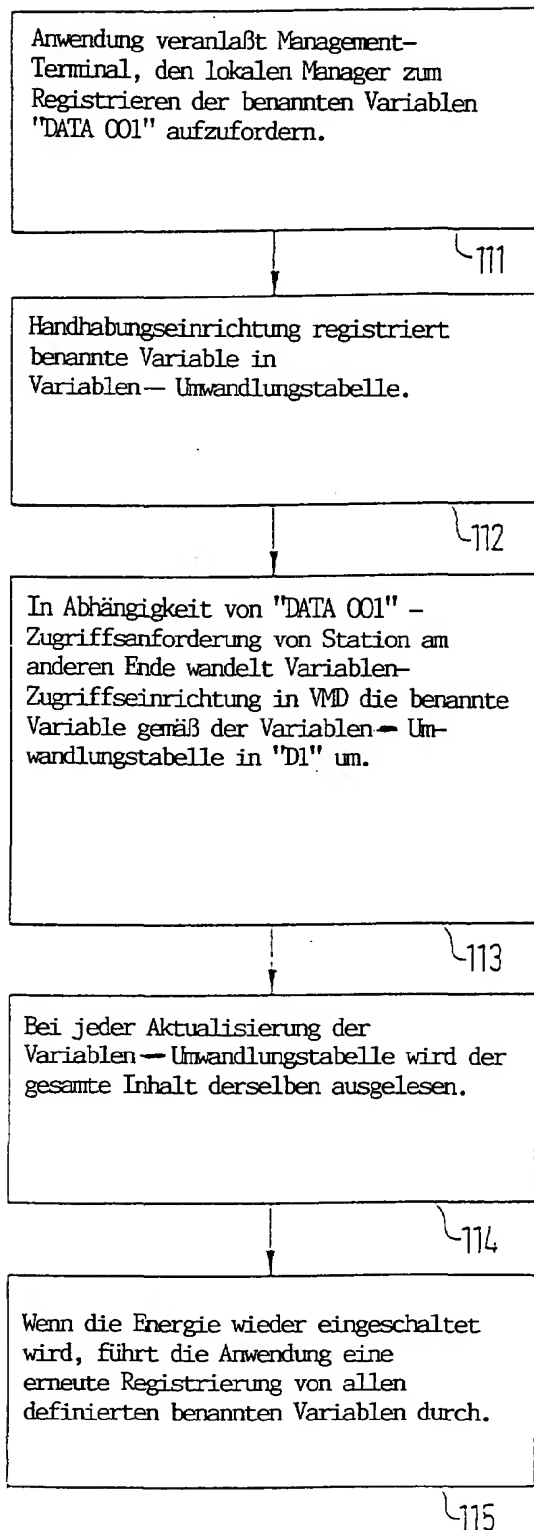 Anwendung veranlaßt Management-
Terminal, den lokalen Manager zum
Registrieren der benannten Variablen
"DATA 001" aufzufordern.
111
Handhabungseinrichtung registriert
benannte Variable in
Variablen- Umwandlungstabelle.
112
In Abhängigkeit von "DATA 001" -
Zugriffsanforderung von Station am
anderen Ende wandelt Variablen-
Zugriffseinrichtung in VMD die benannte
Variable gemäß der Variablen- Um-
wandlungstabelle in "D1" um.
113
Bei jeder Aktualisierung der
Variablen-Umwandlungstabelle wird der
gesamte Inhalt derselben ausgelesen.
114
Wenn die Energie wieder eingeschaltet
wird, führt die Anwendung eine
erneute Registrierung von allen
definierten benannten Variablen durch.
115